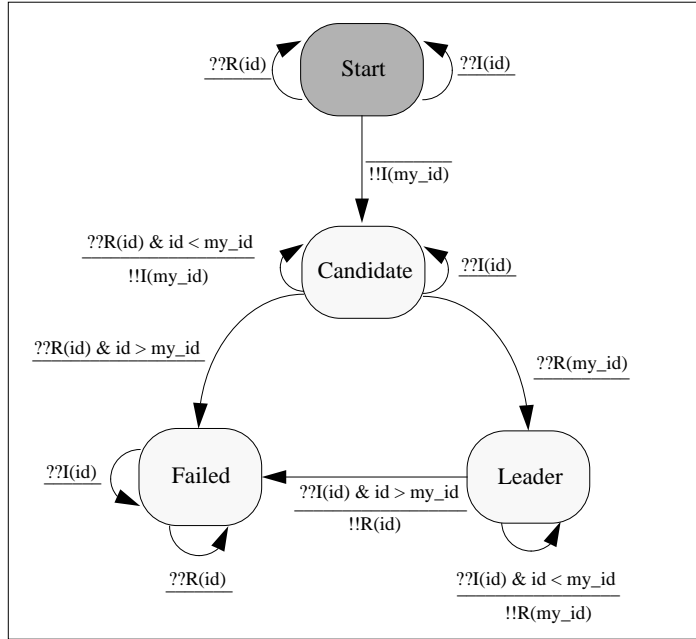 ??R(id)
Start
??I(id)
!!I(my_id)
??R(id) & id < my_id
!!I(my_id)
Candidate
??I(id)
??R(id) & id > my_id
??R(my_id)
??I(id)
Failed
Leader
??I(id) & id > my_id
!!R(id)
??R(id)
??I(id) & id < my_id
!!R(my_id)